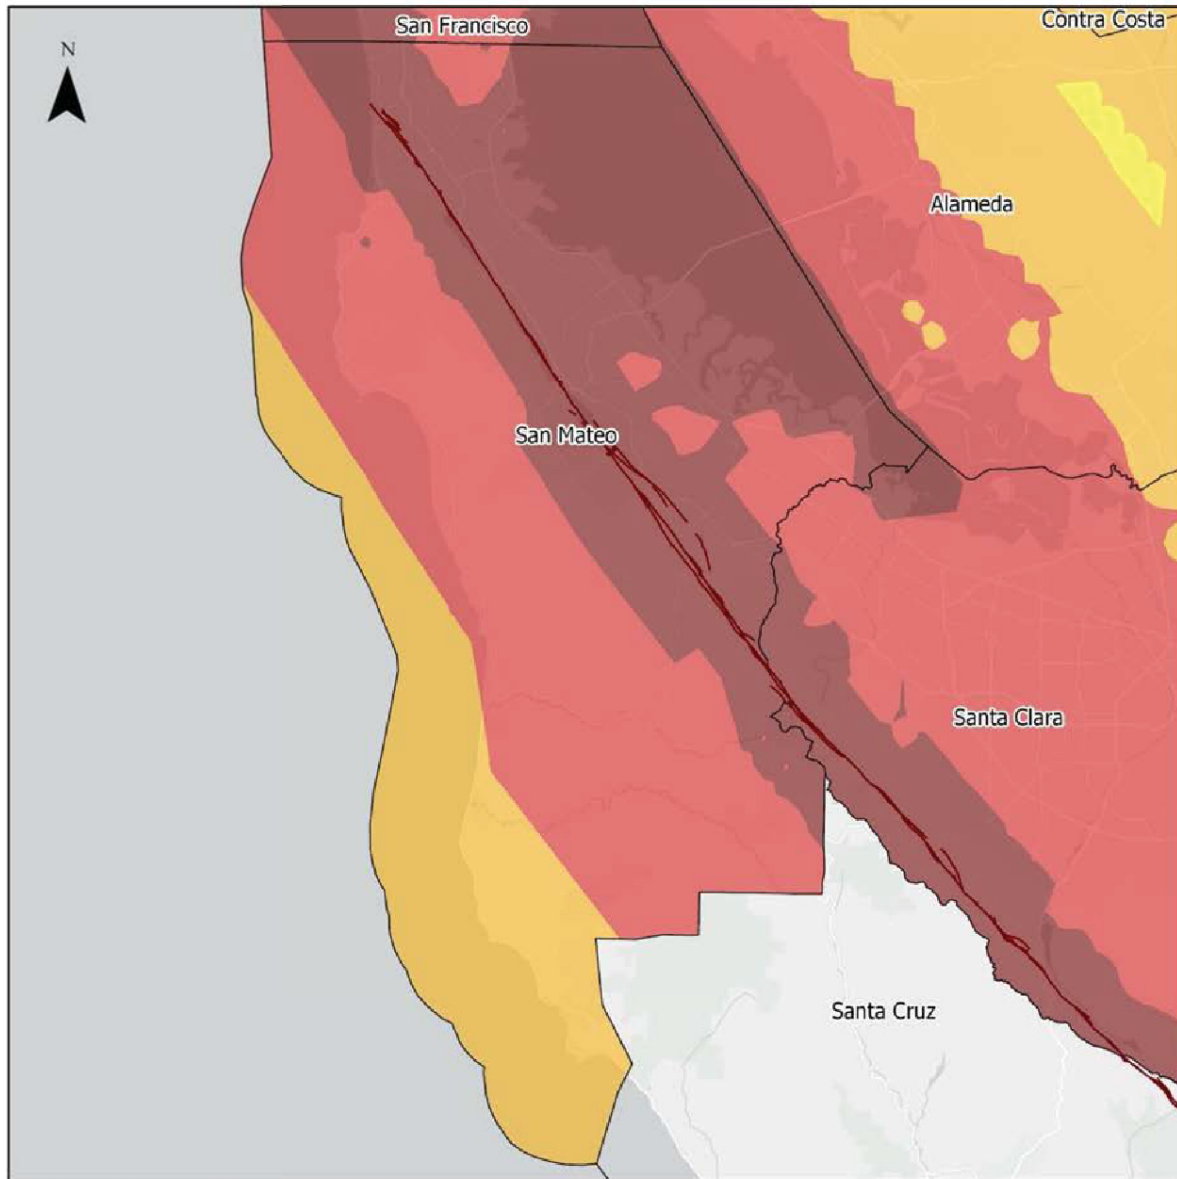 San Francisco
Contra Costa
N
Alameda
San Mateo
Santa Clara
Santa Cruz